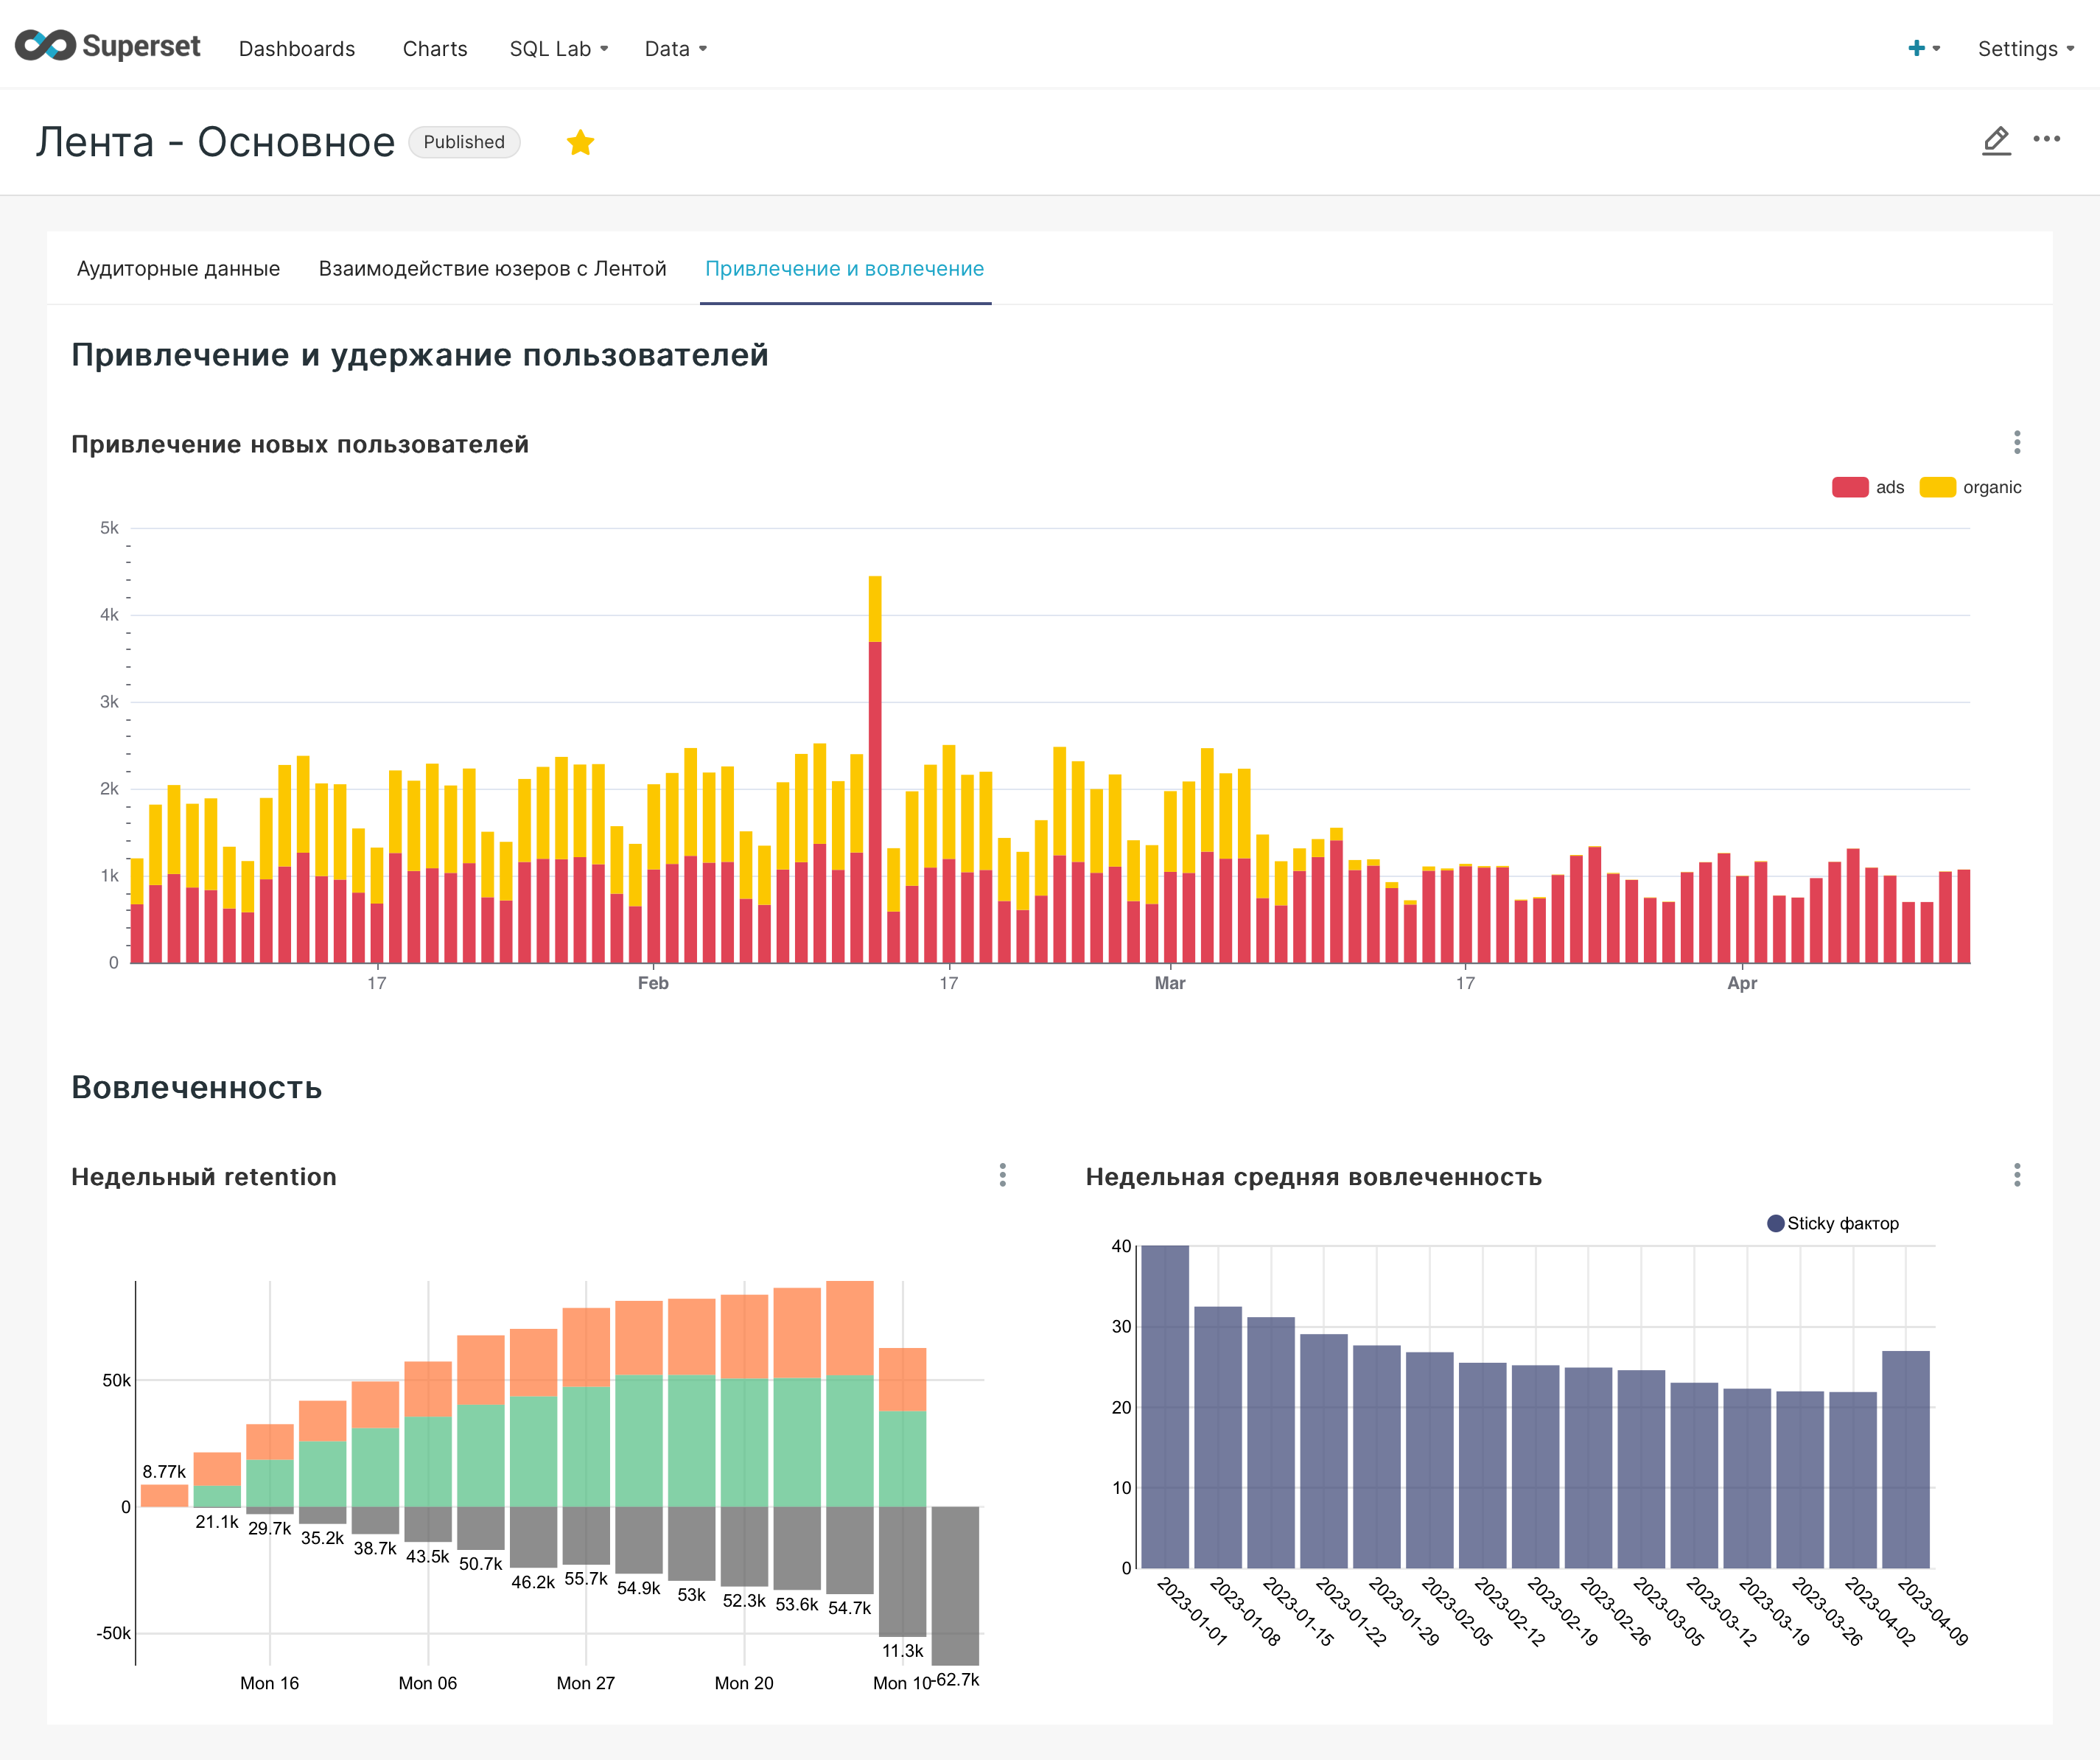 Superset Dashboards Charts SQL Lab Data + Settings
Лента - Основное Published
Аудиторные данные Взаимодействие юзеров с Лентой Привлечение и вовлечение
Привлечение и удержание пользователей
Привлечение новых пользователей
ads organic
5k
4k
3k
2k
1k
0
17 Feb 17 Mar 17 Apr
Вовлеченность
Недельный retention
50k
0
-50k
8.77k 21.1k 29.7k 35.2k 38.7k 43.5k 50.7k 46.2k 55.7k 54.9k 53k 52.3k 53.6k 54.7k 11.3k -62.7k
Mon 16 Mon 06 Mon 27 Mon 20 Mon 10
Недельная средняя вовлеченность
Sticky фактор
40
30
20
10
0
2023-01-01 2023-01-08 2023-01-15 2023-01-22 2023-01-29 2023-02-05 2023-02-12 2023-02-19 2023-02-26 2023-03-05 2023-03-12 2023-03-19 2023-03-26 2023-04-02 2023-04-09